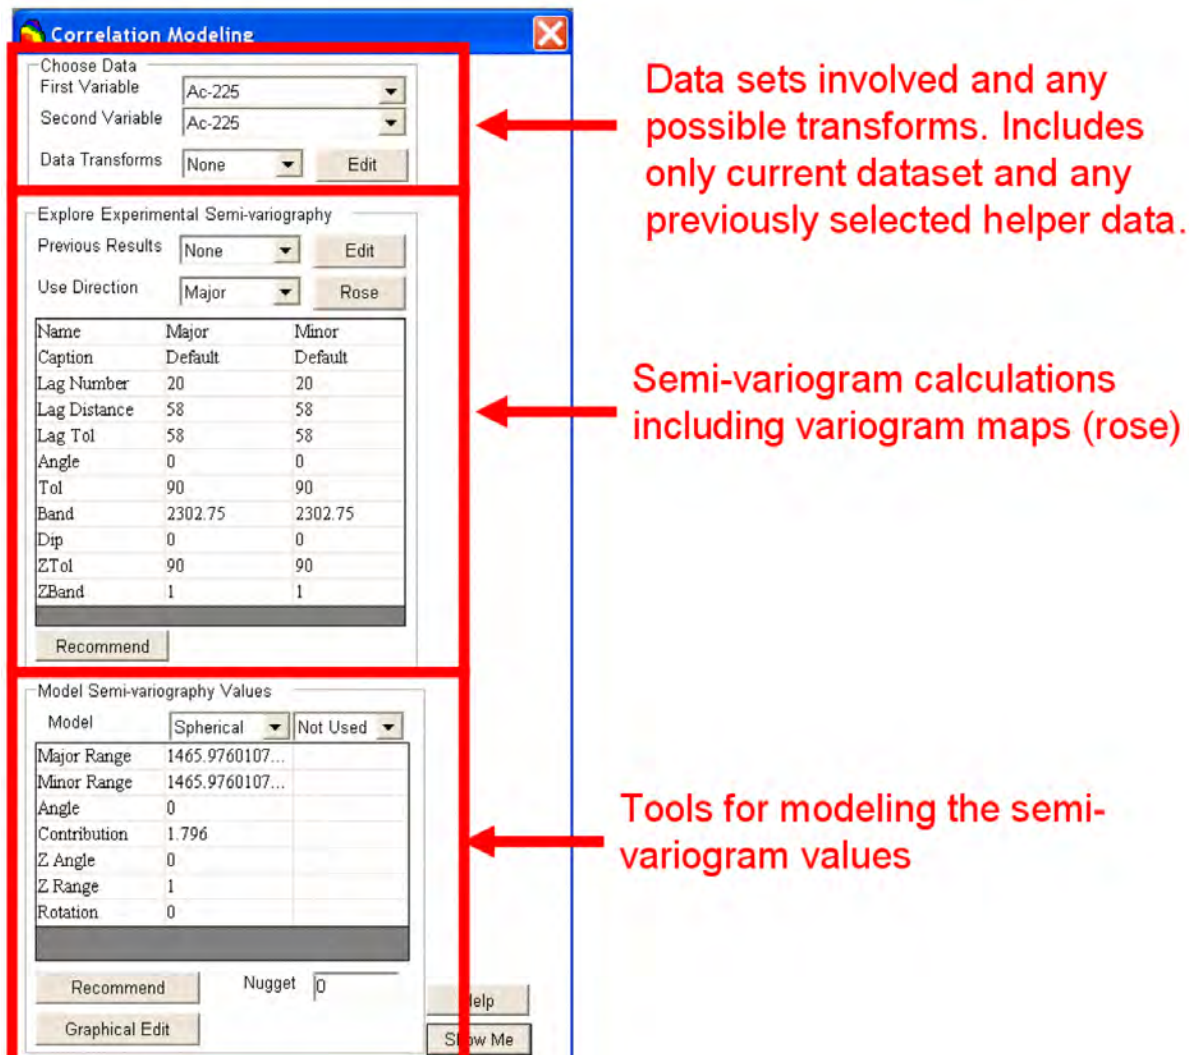 Correlation Modeling
Choose Data
First Variable Ac-225
Second Variable Ac-225
Data Transforms None Edit
Data sets involved and any
possible transforms. Includes
only current dataset and any
previously selected helper data.
Explore Experimental Semi-variography
Previous Results None Edit
Use Direction Major Rose
Name Major Minor
Caption Default Default
Lag Number 20 20
Lag Distance 58 58
Lag Tol 58 58
Angle 0 0
Tol 90 90
Band 2302.75 2302.75
Dip 0 0
ZTol 90 90
ZBand 1 1
Recommend
Semi-variogram calculations
including variogram maps (rose)
Model Semi-variography Values
Model Spherical Not Used
Major Range 1465.9760107...
Minor Range 1465.9760107...
Angle 0
Contribution 1.796
Z Angle 0
Z Range 1
Rotation 0
Recommend Nugget 0
Graphical Edit
Help
Show Me
Tools for modeling the semi-
variogram values